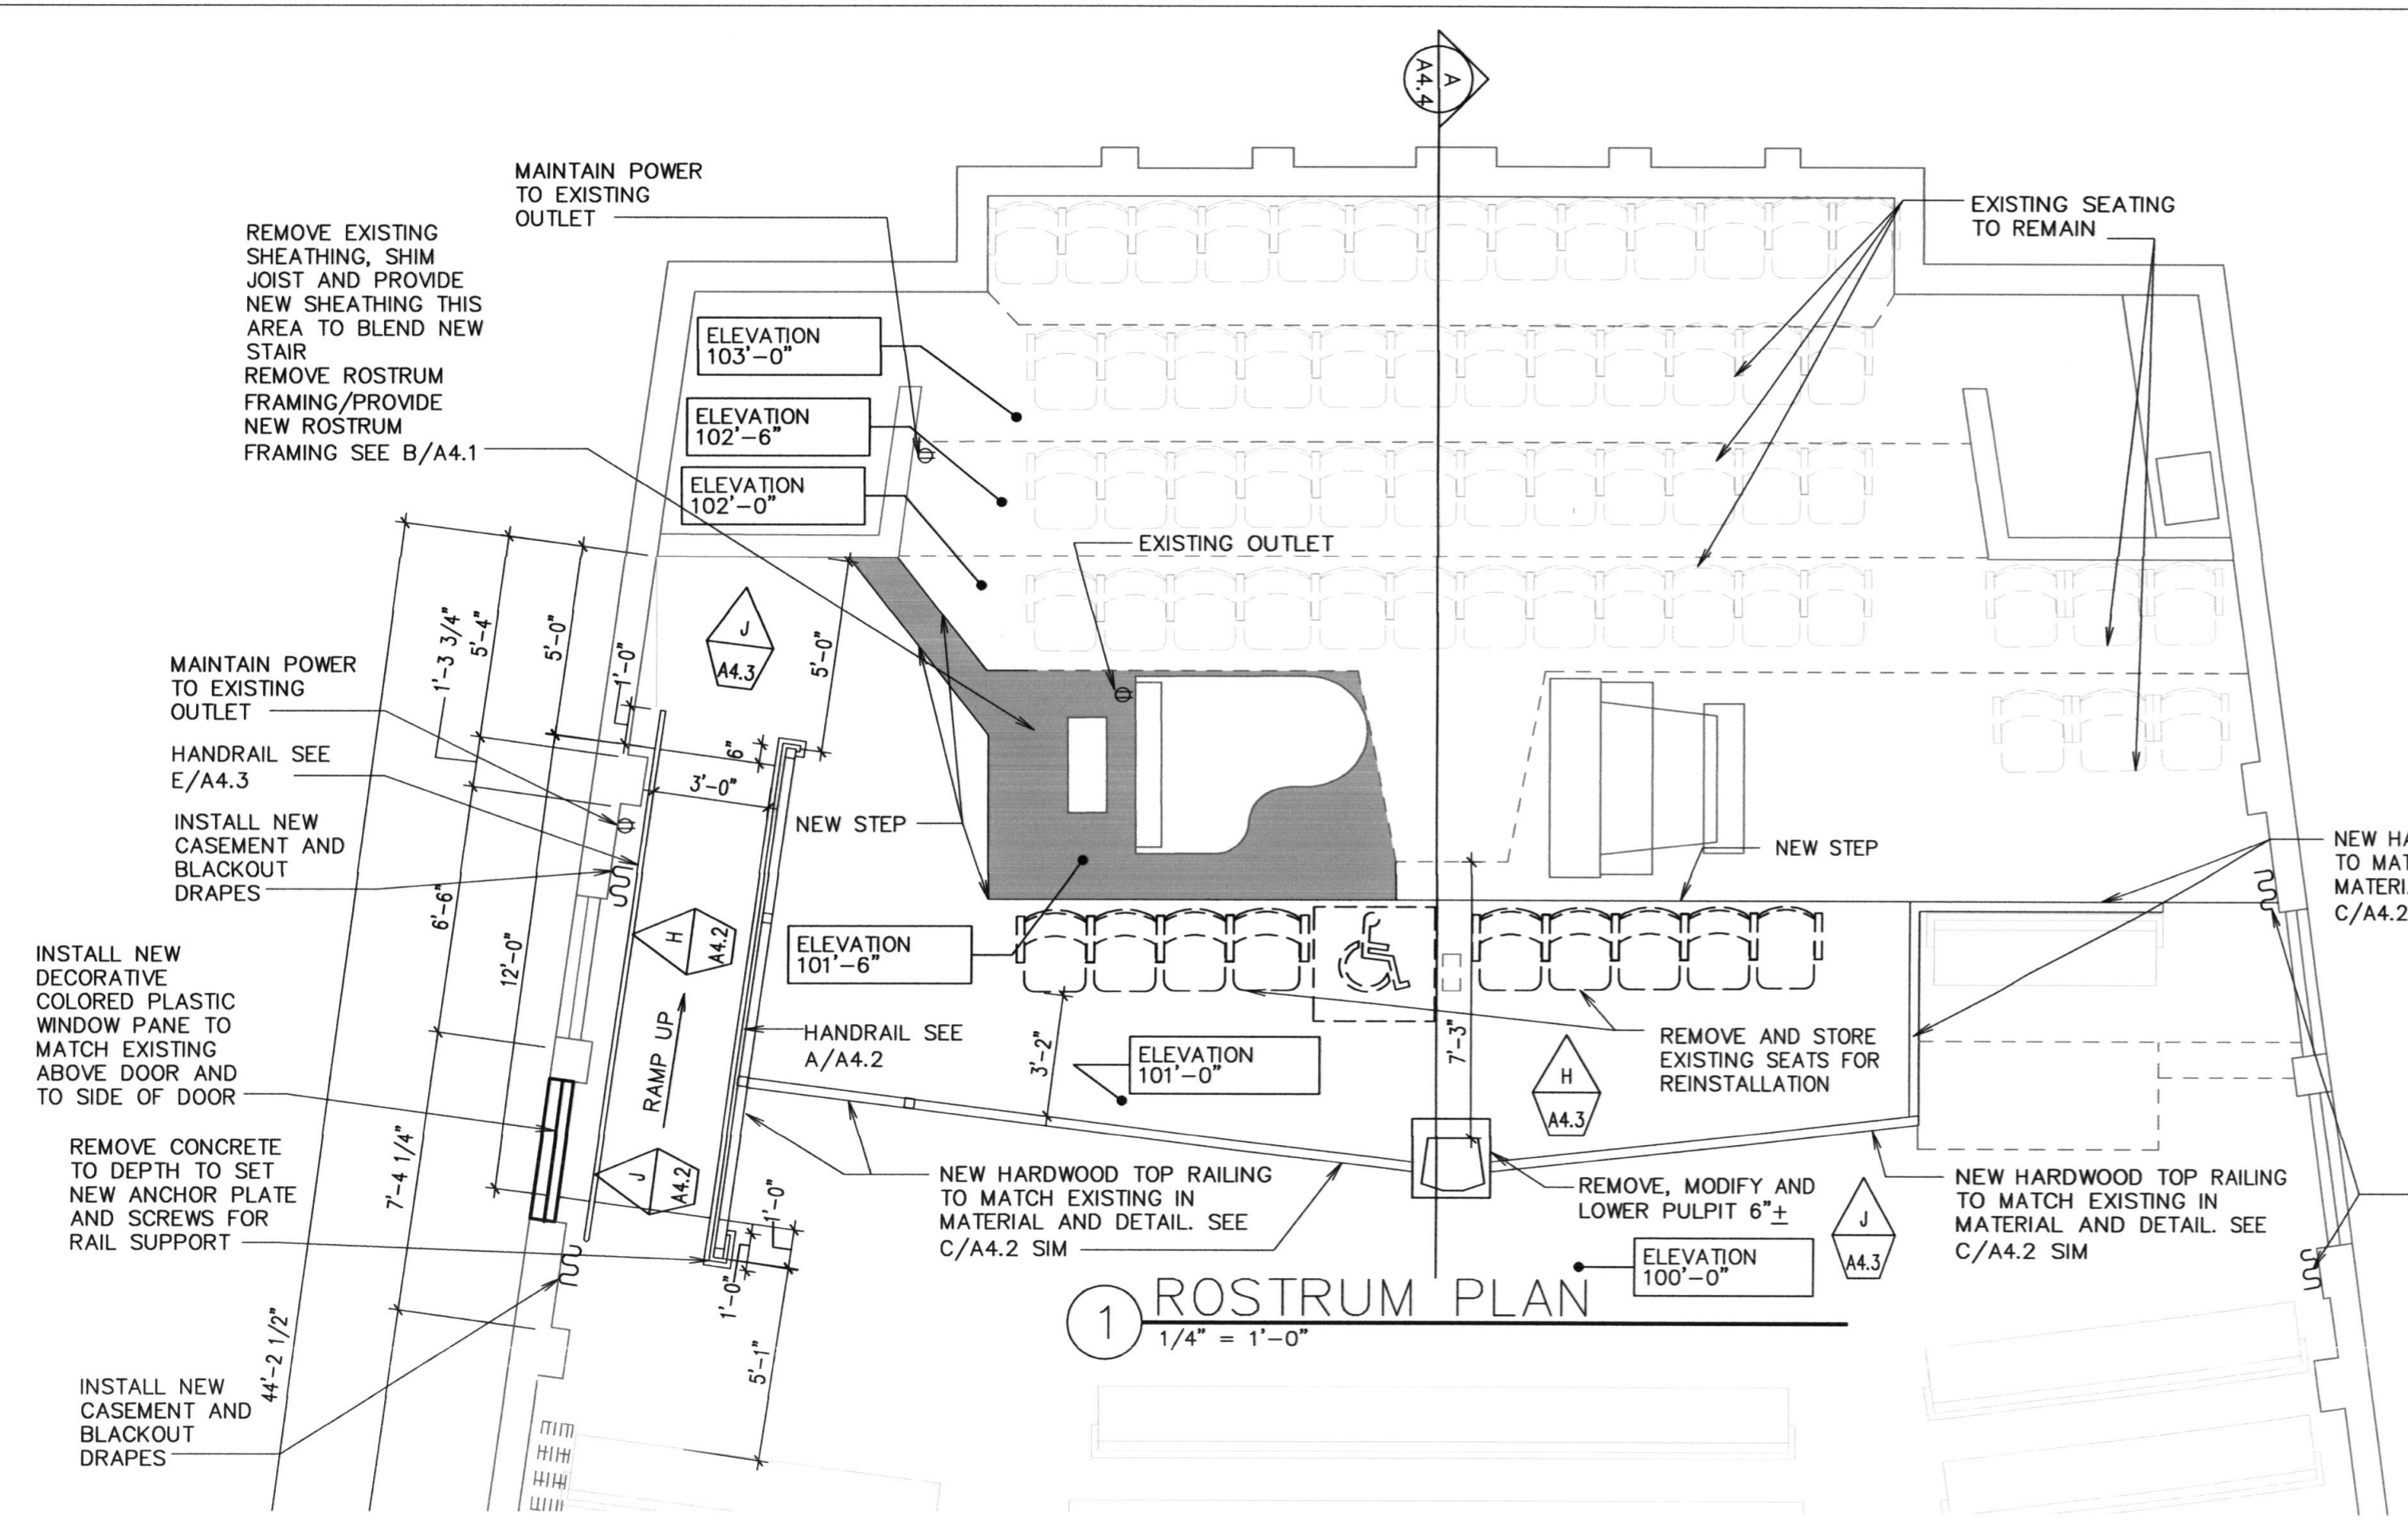 A
A4.4
MAINTAIN POWER
TO EXISTING
OUTLET
REMOVE EXISTING
SHEATHING, SHIM
JOIST AND PROVIDE
NEW SHEATHING THIS
AREA TO BLEND NEW
STAIR
REMOVE ROSTRUM
FRAMING/PROVIDE
NEW ROSTRUM
FRAMING SEE B/A4.1
EXISTING SEATING
TO REMAIN
ELEVATION
103'-0"
ELEVATION
102'-6"
ELEVATION
102'-0"
EXISTING OUTLET
1'-3 3/4"
5'-4"
5'-0"
1'-0"
J
A4.3
5'-0"
MAINTAIN POWER
TO EXISTING
OUTLET
HANDRAIL SEE
E/A4.3
6"
3'-0"
NEW STEP
NEW STEP
INSTALL NEW
CASEMENT AND
BLACKOUT
DRAPES
NEW HA
TO MAT
MATERIA
C/A4.2
6'-6"
12'-0"
H
A4.2
ELEVATION
101'-6"
INSTALL NEW
DECORATIVE
COLORED PLASTIC
WINDOW PANE TO
MATCH EXISTING
ABOVE DOOR AND
TO SIDE OF DOOR
RAMP UP
HANDRAIL SEE
A/A4.2
3'-2"
ELEVATION
101'-0"
7'-3"
H
A4.3
REMOVE AND STORE
EXISTING SEATS FOR
REINSTALLATION
REMOVE CONCRETE
TO DEPTH TO SET
NEW ANCHOR PLATE
AND SCREWS FOR
RAIL SUPPORT
7'-4 1/4"
J
A4.2
1'-0"
1'-0"
NEW HARDWOOD TOP RAILING
TO MATCH EXISTING IN
MATERIAL AND DETAIL. SEE
C/A4.2 SIM
REMOVE, MODIFY AND
LOWER PULPIT 6"±
J
A4.3
NEW HARDWOOD TOP RAILING
TO MATCH EXISTING IN
MATERIAL AND DETAIL. SEE
C/A4.2 SIM
ELEVATION
100'-0"
1
ROSTRUM PLAN
1/4" = 1'-0"
44'-2 1/2"
5'-1"
INSTALL NEW
CASEMENT AND
BLACKOUT
DRAPES